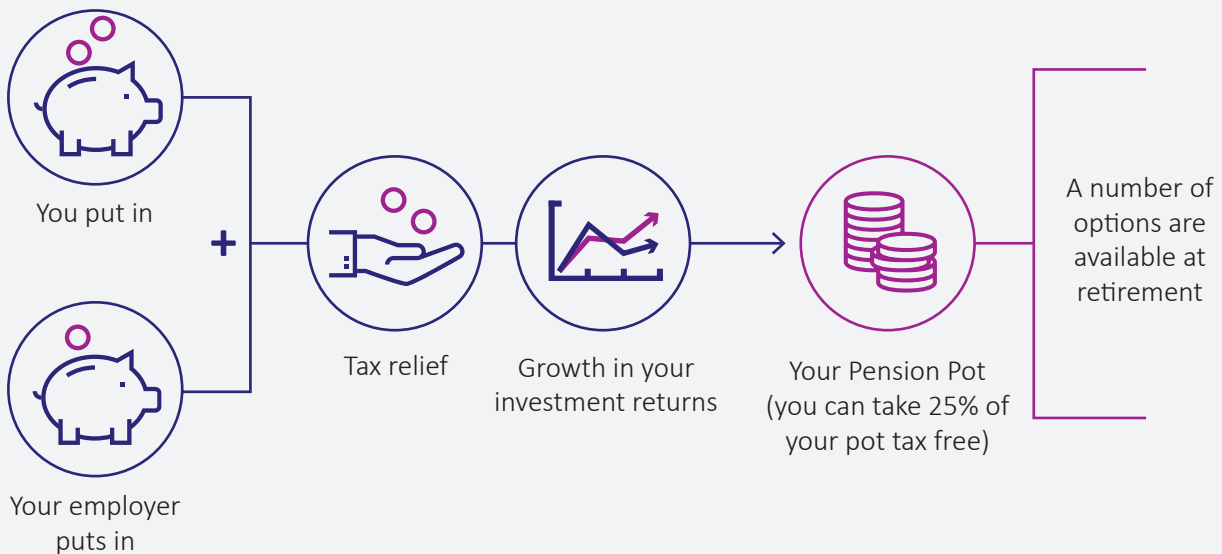 You put in
+
Your employer
puts in
Tax relief
Growth in your
investment returns
Your Pension Pot
(you can take 25% of
your pot tax free)
A number of
options are
available at
retirement